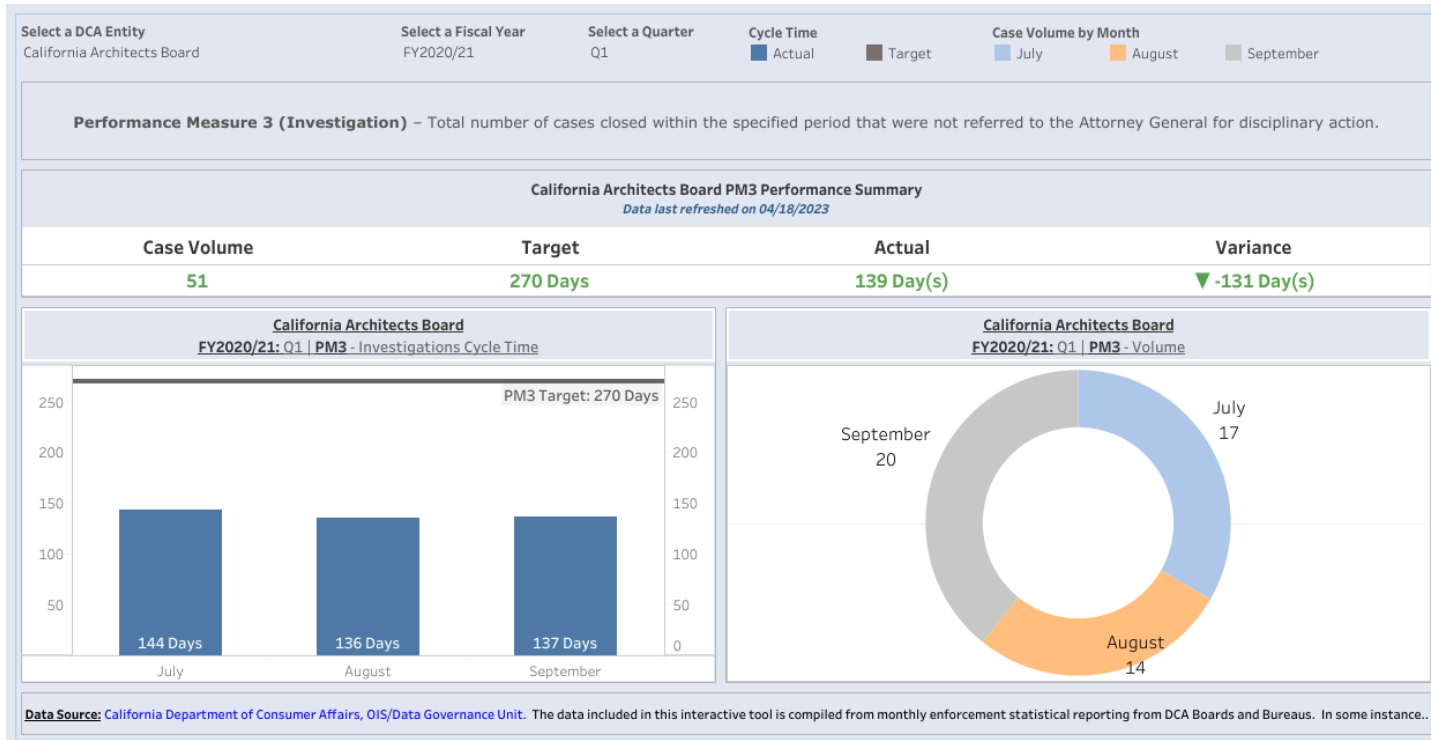 Select a DCA Entity
Select a Fiscal Year
Select a Quarter
Cycle Time
Case Volume by Month
California Architects Board
FY2020/21
Q1
Actual
Target
July
August
September
Performance Measure 3 (Investigation) – Total number of cases closed within the specified period that were not referred to the Attorney General for disciplinary action.
California Architects Board PM3 Performance Summary
Data last refreshed on 04/18/2023
Case Volume
Target
Actual
Variance
51
270 Days
139 Day(s)
▼ -131 Day(s)
California Architects Board
FY2020/21: Q1 | PM3 - Investigations Cycle Time
PM3 Target: 270 Days
250
250
200
200
150
150
100
100
50
50
0
144 Days
136 Days
137 Days
July
August
September
California Architects Board
FY2020/21: Q1 | PM3 - Volume
July
17
September
20
August
14
Data Source: California Department of Consumer Affairs, OIS/Data Governance Unit. The data included in this interactive tool is compiled from monthly enforcement statistical reporting from DCA Boards and Bureaus. In some instance..